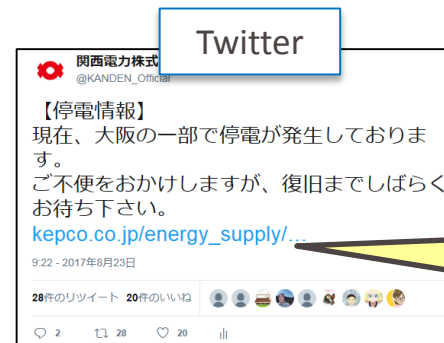 Twitter
関西電力株式
@KANDEN_Official
【停電情報】
現在、大阪の一部で停電が発生しておりま
す。
ご不便をおかけしますが、復旧までしばらく
お待ち下さい。
kepco.co.jp/energy_supply/...
9:22 - 2017年8月23日
28件のリツイート 20件のいいね
2 28 20